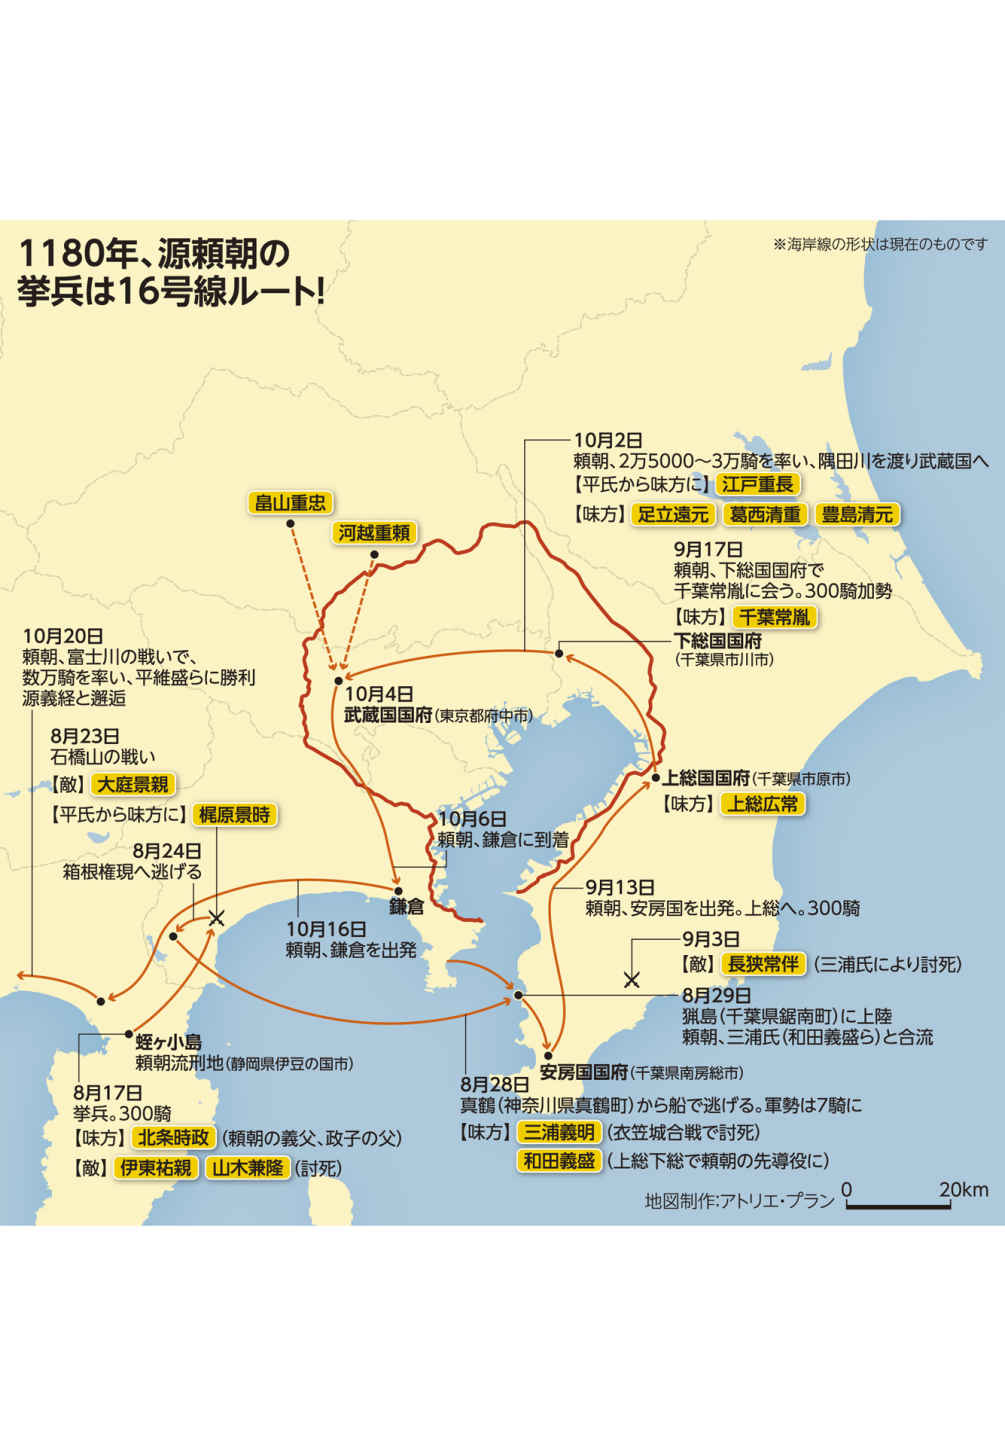 1180年、源頼朝の
挙兵は16号線ルート!
※海岸線の形状は現在のものです
10月2日
頼朝、2万5000～3万騎を率い、隅田川を渡り武蔵国へ
【平氏から味方に】 江戸重長
【味方】 足立遠元 葛西清重 豊島清元
畠山重忠
河越重頼
9月17日
頼朝、下総国国府で
千葉常胤に会う。300騎加勢
【味方】 千葉常胤
下総国国府
(千葉県市川市)
10月20日
頼朝、富士川の戦いで、
数万騎を率い、平維盛らに勝利
源義経と邂逅
10月4日
武蔵国国府(東京都府中市)
8月23日
石橋山の戦い
【敵】 大庭景親
【平氏から味方に】 梶原景時
上総国国府(千葉県市原市)
【味方】 上総広常
10月6日
頼朝、鎌倉に到着
8月24日
箱根権現へ逃げる
鎌倉
9月13日
頼朝、安房国を出発。上総へ。300騎
10月16日
頼朝、鎌倉を出発
9月3日
【敵】 長狭常伴 (三浦氏により討死)
8月29日
猟島(千葉県鋸南町)に上陸
頼朝、三浦氏(和田義盛ら)と合流
蛭ヶ小島
頼朝流刑地(静岡県伊豆の国市)
安房国国府(千葉県南房総市)
8月17日
挙兵。300騎
【味方】 北条時政 (頼朝の義父、政子の父)
【敵】 伊東祐親 山木兼隆 (討死)
8月28日
真鶴(神奈川県真鶴町)から船で逃げる。軍勢は7騎に
【味方】 三浦義明 (衣笠城合戦で討死)
和田義盛 (上総下総で頼朝の先導役に)
地図制作:アトリエ・プラン
0 20km